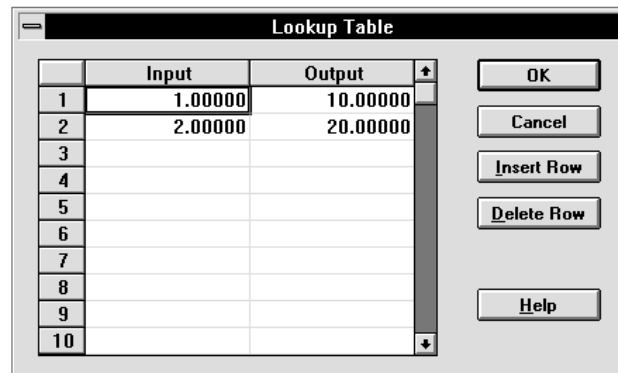 Lookup Table
Input Output
1 1.00000 10.00000
2 2.00000 20.00000
3
4
5
6
7
8
9
10
OK
Cancel
Insert Row
Delete Row
Help